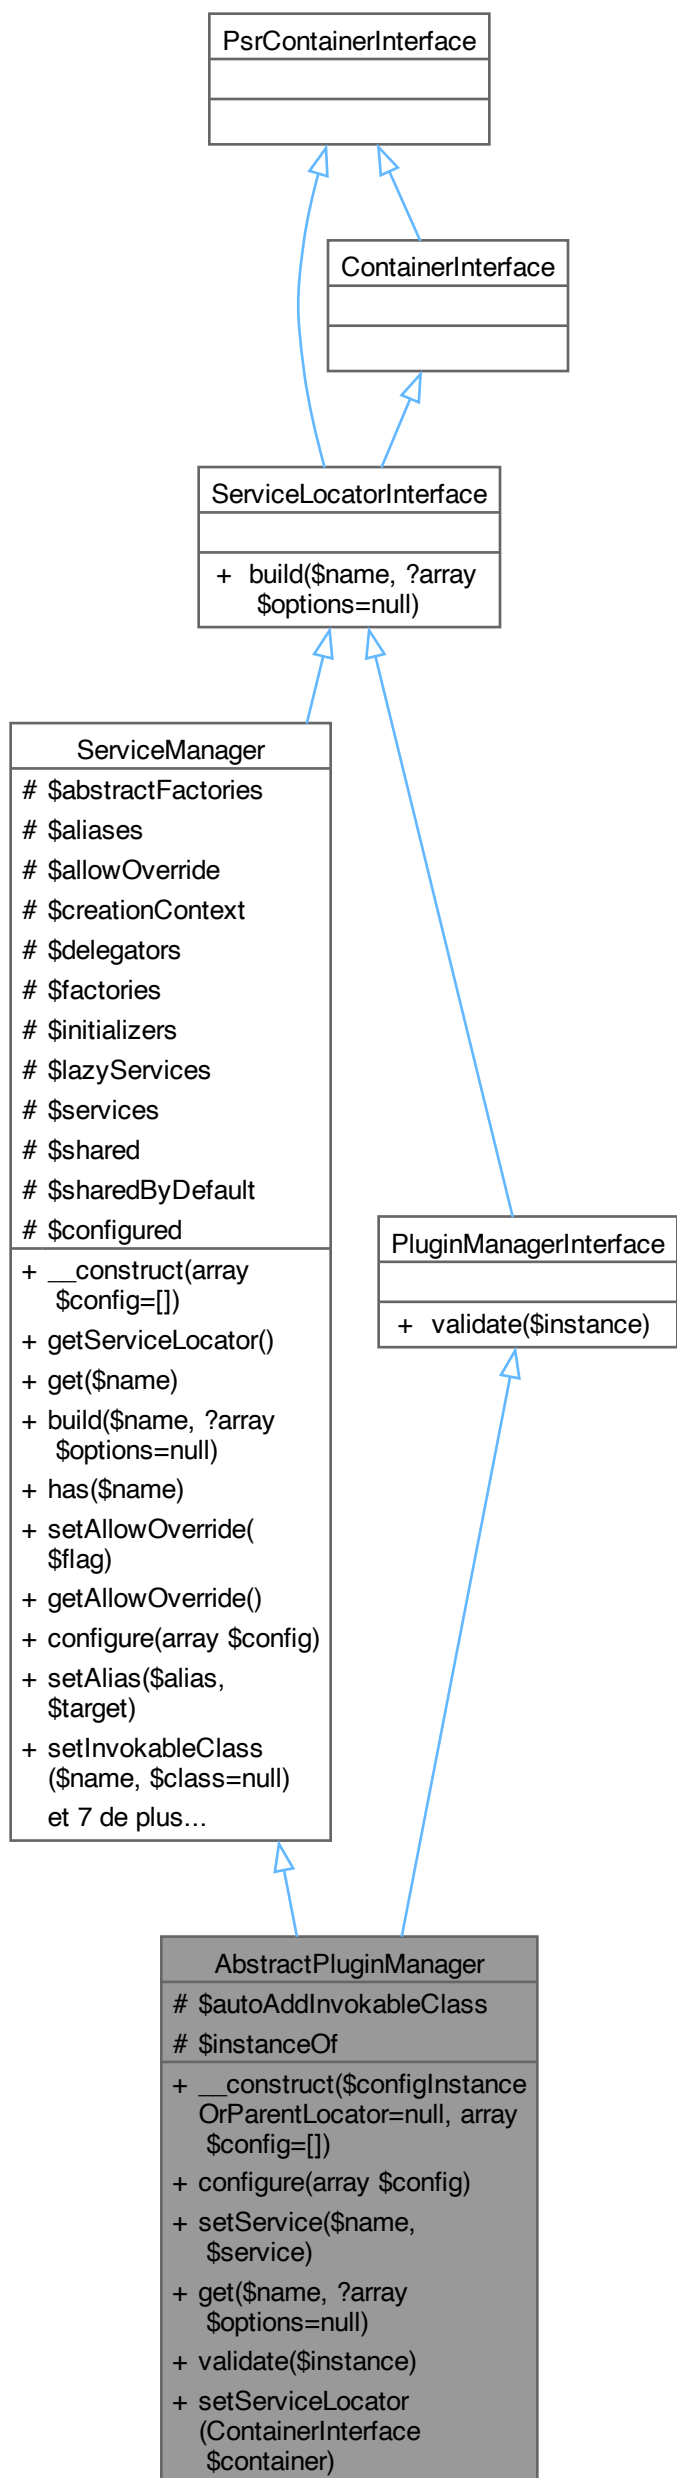 PsrContainerInterface
ContainerInterface
ServiceLocatorInterface
+ build($name, ?array
$options=null)
ServiceManager
# $abstractFactories
# $aliases
# $allowOverride
# $creationContext
# $delegators
# $factories
# $initializers
# $lazyServices
# $services
# $shared
# $sharedByDefault
# $configured
+ __construct(array
$config=[])
+ getServiceLocator()
+ get($name)
+ build($name, ?array
$options=null)
+ has($name)
+ setAllowOverride(
$flag)
+ getAllowOverride()
+ configure(array $config)
+ setAlias($alias,
$target)
+ setInvokableClass
($name, $class=null)
et 7 de plus...
PluginManagerInterface
+ validate($instance)
AbstractPluginManager
# $autoAddInvokableClass
# $instanceOf
+ __construct($configInstance
OrParentLocator=null, array
$config=[])
+ configure(array $config)
+ setService($name,
$service)
+ get($name, ?array
$options=null)
+ validate($instance)
+ setServiceLocator
(ContainerInterface
$container)